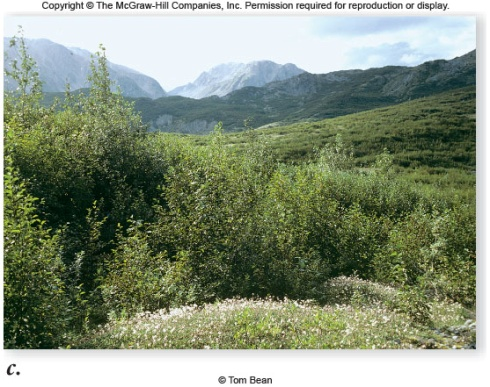 Copyright © The McGraw-Hill Companies, Inc. Permission required for reproduction or display.
c.
© Tom Bean